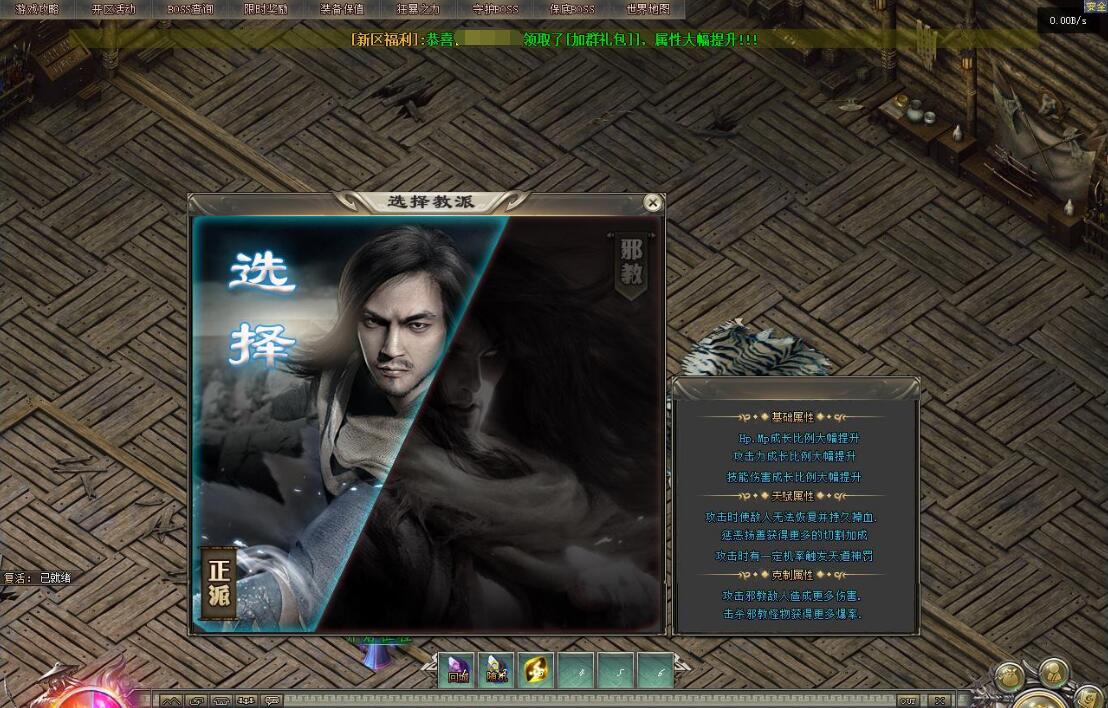 游戏攻略 开区活动 BOSS查询 限时奖励 装备保值 狂暴之力 守护BOSS 保底BOSS 世界地图
安全
0.00B/s
[新区福利]:恭喜. 领取了[加群礼包]]，属性大幅提升!!!
选择教派
选择
邪教
正派
基础属性
Hp.Mp成长比例大幅提升
攻击力成长比例大幅提升
技能伤害成长比例大幅提升
天赋属性
攻击时使敌人无法恢复并持久掉血.
惩恶扬善获得更多的切割加成
攻击时有一定机率触发天道神罚
克制属性
攻击邪教敌人造成更多伤害.
击杀邪教怪物获得更多爆率.
复活: 已就绪
回城 随机 4 5 6